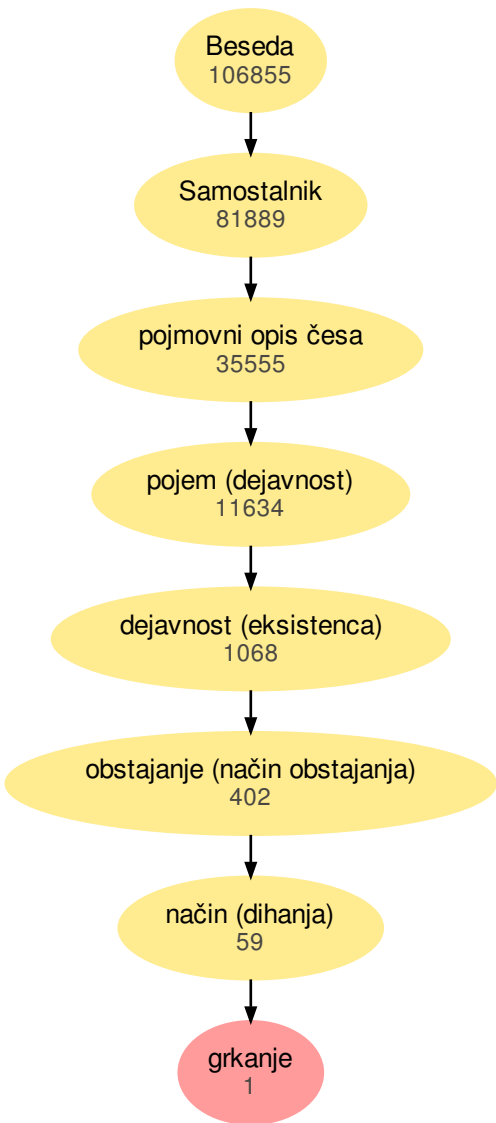 Beseda
106855
Samostalnik
81889
pojmovni opis česa
35555
pojem (dejavnost)
11634
dejavnost (eksistenca)
1068
obstajanje (način obstajanja)
402
način (dihanja)
59
grkanje
1